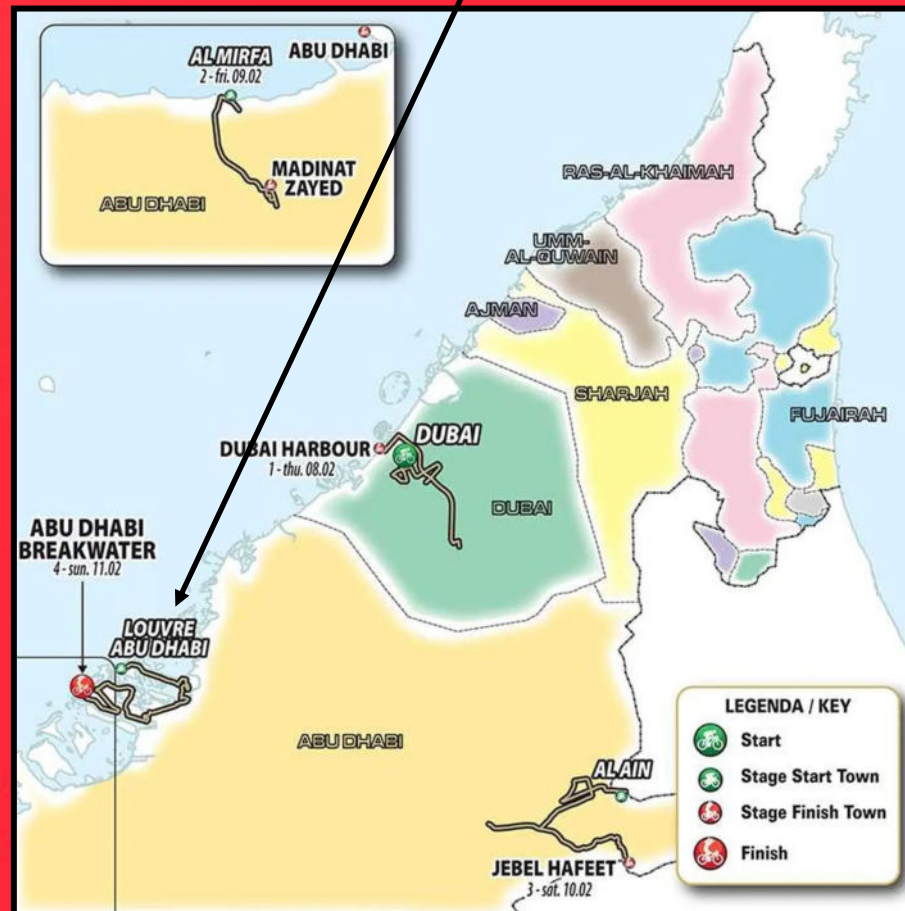 ABU DHABI
AL MIRFA
2 - fri. 09.02
MADINAT
ZAYED
ABU DHABI
RAS-AL-KHAIMAH
UMM-
AL-QUWAIN
AJMAN
SHARJAH
FUJAIRAH
DUBAI HARBOUR
1 - thu. 08.02
DUBAI
DUBAI
ABU DHABI
BREAKWATER
4 - sun. 11.02
LOUVRE
ABU DHABI
ABU DHABI
AL AIN
JEBEL HAFEET
3 - sat. 10.02
LEGENDA / KEY
Start
Stage Start Town
Stage Finish Town
Finish